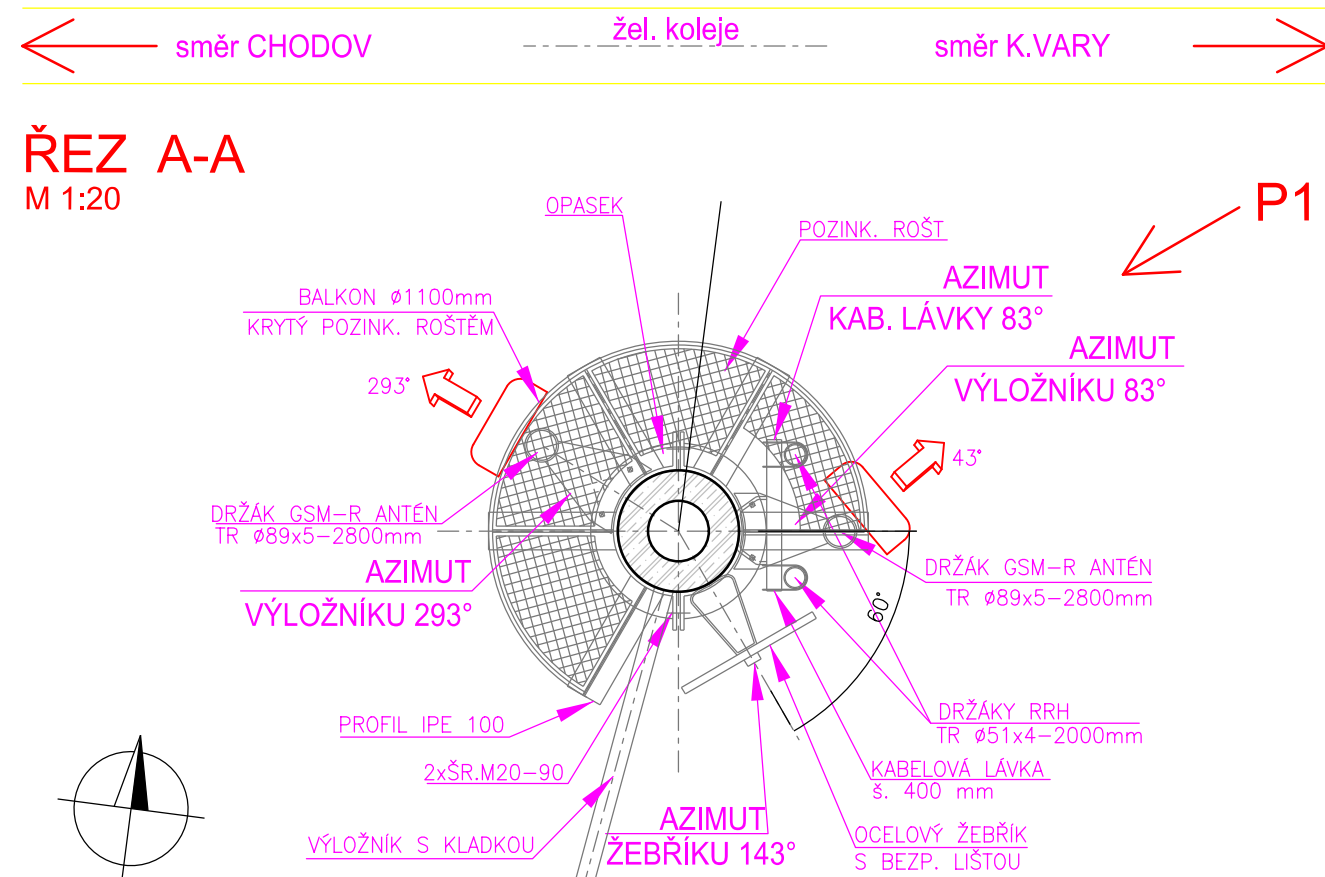 směr CHODOV
žel. koleje
směr K.VARY
ŘEZ A-A
M 1:20
P1
OPASEK
POZINK. ROŠT
AZIMUT
KAB. LÁVKY 83°
BALKON ø1100mm
KRYTÝ POZINK. ROŠTĚM
AZIMUT
VÝLOŽNÍKU 83°
293°
43°
DRŽÁK GSM-R ANTÉN
TR ø89x5-2800mm
AZIMUT
VÝLOŽNÍKU 293°
DRŽÁK GSM-R ANTÉN
TR ø89x5-2800mm
60°
PROFIL IPE 100
DRŽÁKY RRH
TR ø51x4-2000mm
2xŠR.M20-90
KABELOVÁ LÁVKA
š. 400 mm
VÝLOŽNÍK S KLADKOU
AZIMUT
ŽEBŘÍKU 143°
OCELOVÝ ŽEBŘÍK
S BEZP. LIŠTOU